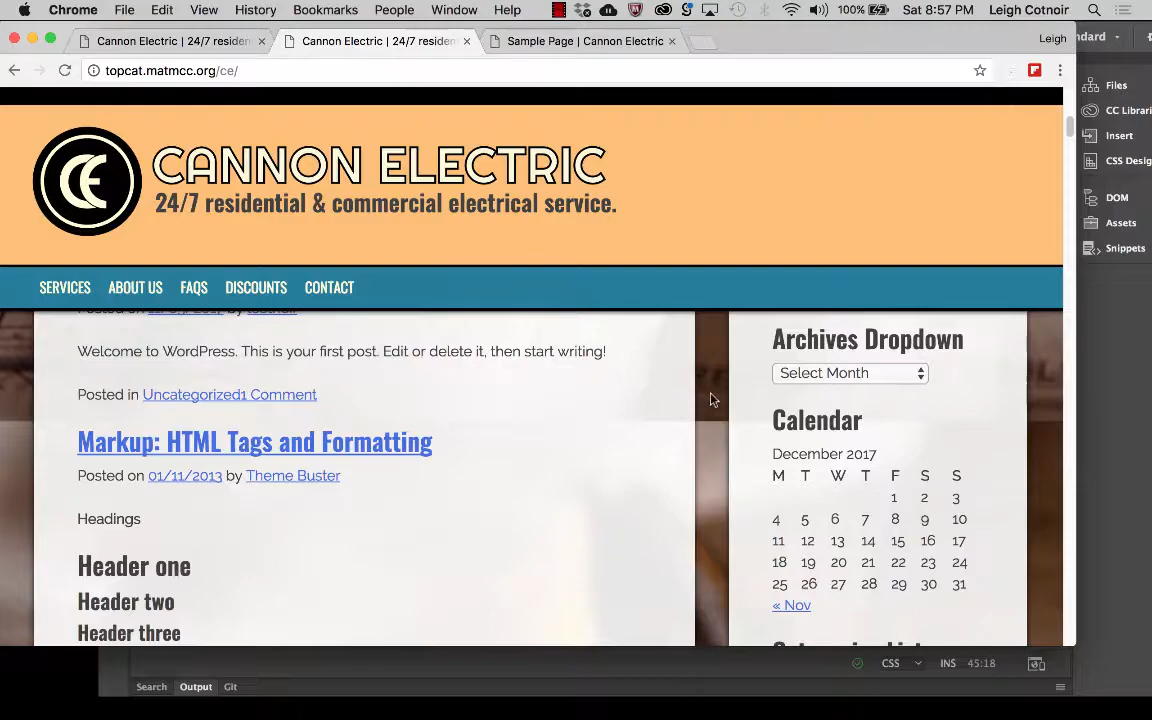 Chrome File Edit View History Bookmarks People Window Help 100% Sat 8:57 PM Leigh Cotnoir
Cannon Electric | 24/7 residen Cannon Electric | 24/7 residen Sample Page | Cannon Electric Leigh
ndard
topcat.matmcc.org/ce/
Files
CC Librari
Insert
CSS Desig
DOM
Assets
Snippets
CE
CANNON ELECTRIC
24/7 residential & commercial electrical service.
SERVICES ABOUT US FAQS DISCOUNTS CONTACT
Welcome to WordPress. This is your first post. Edit or delete it, then start writing!
Posted in Uncategorized1 Comment
Markup: HTML Tags and Formatting
Posted on 01/11/2013 by Theme Buster
Headings
Header one
Header two
Header three
Archives Dropdown
Select Month
Calendar
December 2017
M T W T F S S
1 2 3
4 5 6 7 8 9 10
11 12 13 14 15 16 17
18 19 20 21 22 23 24
25 26 27 28 29 30 31
« Nov
CSS INS 45:18
Search Output Git